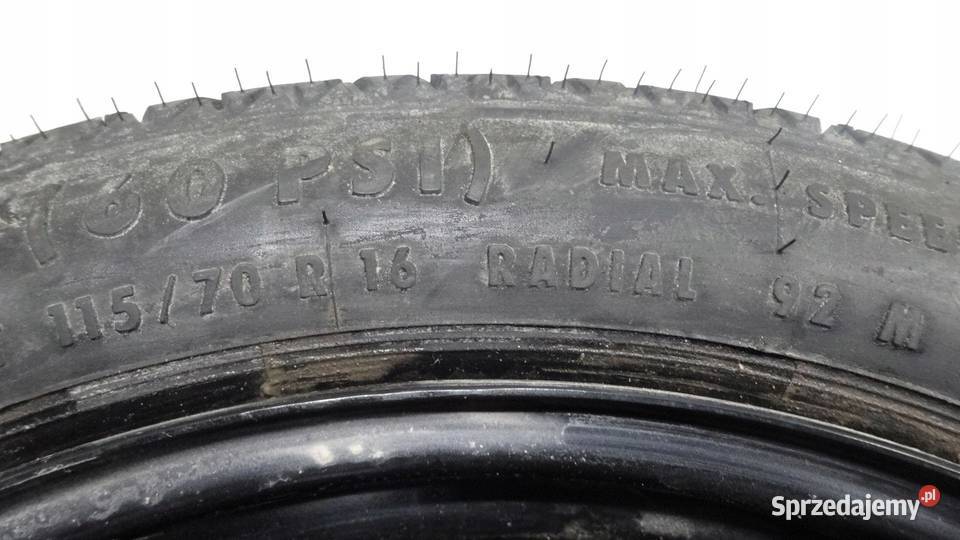 (60 PSI) MAX. SPEE
115/70 R 16 RADIAL 92 M
Sprzedajemy.pl